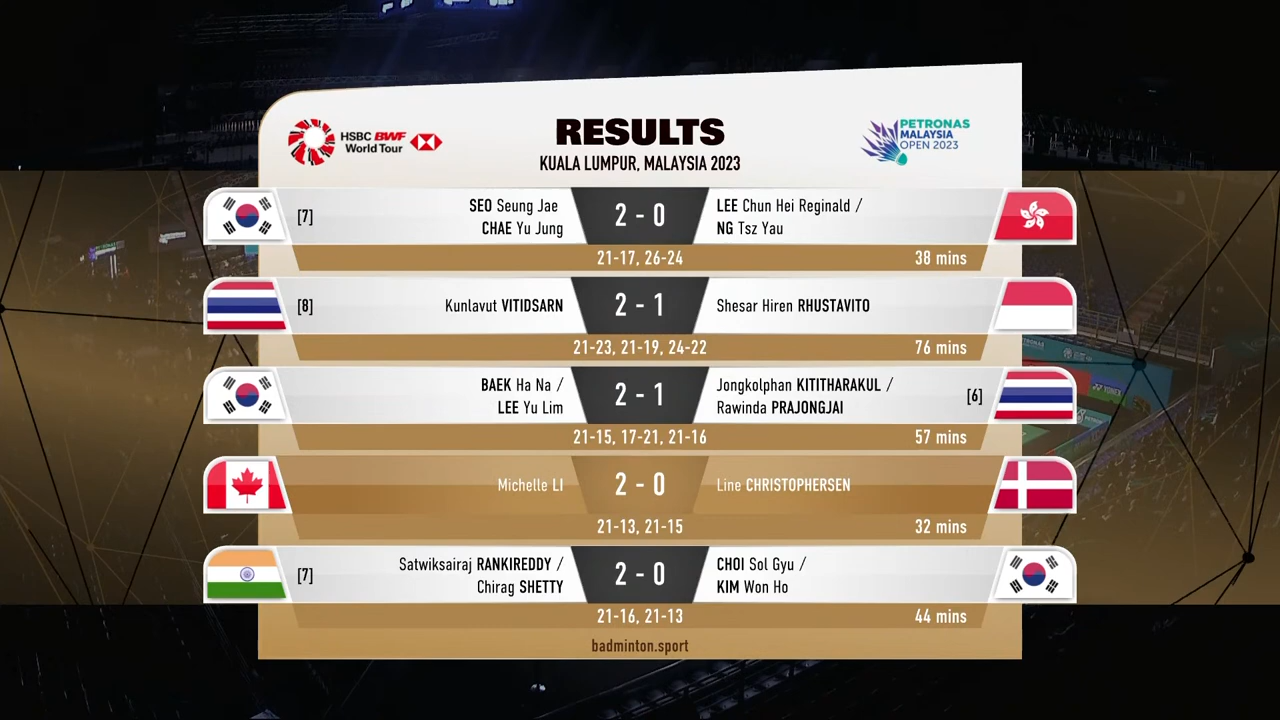 HSBC BWF
World Tour
RESULTS
KUALA LUMPUR, MALAYSIA 2023
PETRONAS
MALAYSIA
OPEN 2023
[7]
SEO Seung Jae
CHAE Yu Jung
2 - 0
LEE Chun Hei Reginald /
NG Tsz Yau
21-17, 26-24
38 mins
[8]
Kunlavut VITIDSARN
2 - 1
Shesar Hiren RHUSTAVITO
21-23, 21-19, 24-22
76 mins
BAEK Ha Na /
LEE Yu Lim
2 - 1
Jongkolphan KITITHARAKUL /
Rawinda PRAJONGJAI
[6]
21-15, 17-21, 21-16
57 mins
Michelle LI
2 - 0
Line CHRISTOPHERSEN
21-13, 21-15
32 mins
[7]
Satwiksairaj RANKIREDDY /
Chirag SHETTY
2 - 0
CHOI Sol Gyu /
KIM Won Ho
21-16, 21-13
44 mins
badminton.sport
PETRONAS
YONEX